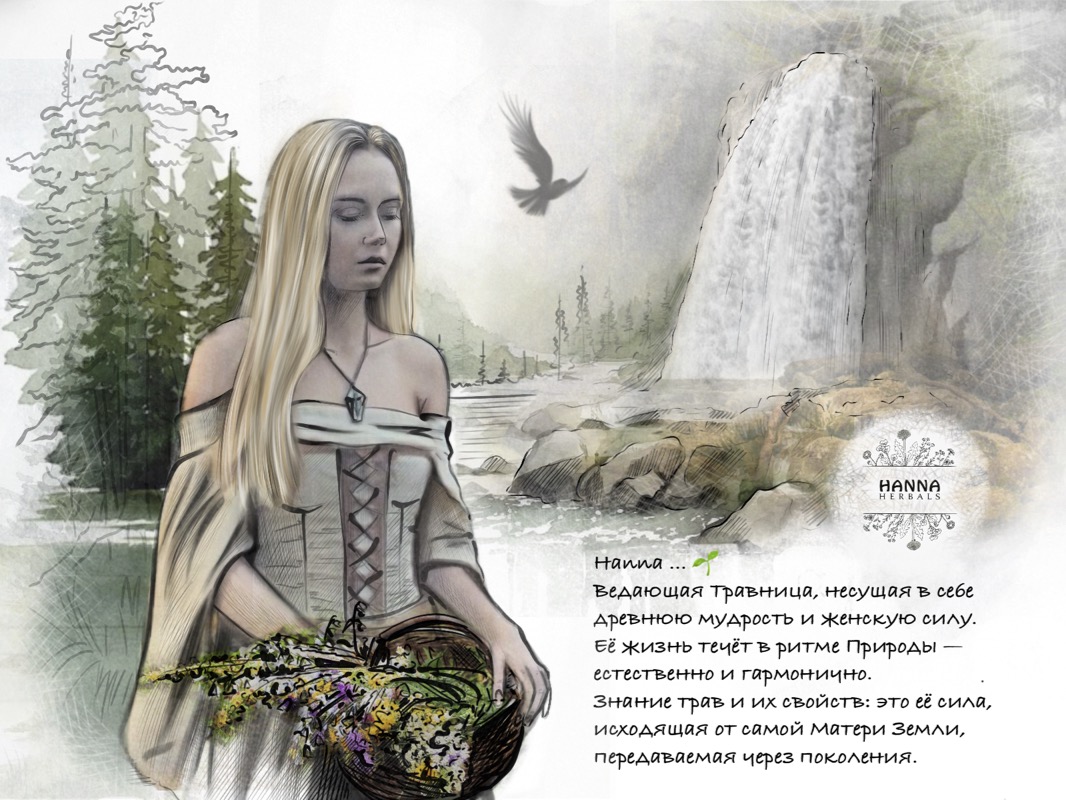 HANNA
HERBALS
Hanna ... 🌱
Ведающая Травница, несущая в себе
древнюю мудрость и женскую силу.
Её жизнь течёт в ритме Природы —
естественно и гармонично.
Знание трав и их свойств: это её сила,
исходящая от самой Матери Земли,
передаваемая через поколения.